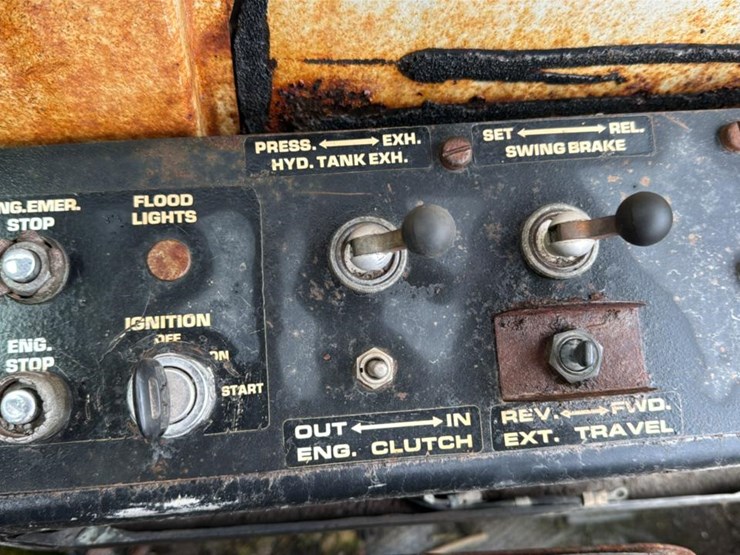 PRESS. ←→ EXH.
HYD. TANK EXH.
SET ←→ REL.
SWING BRAKE
NG.EMER.
STOP
FLOOD
LIGHTS
ENG.
STOP
IGNITION
OFF
ON
START
OUT ←→ IN
ENG. CLUTCH
REV. ←→ FWD.
EXT. TRAVEL